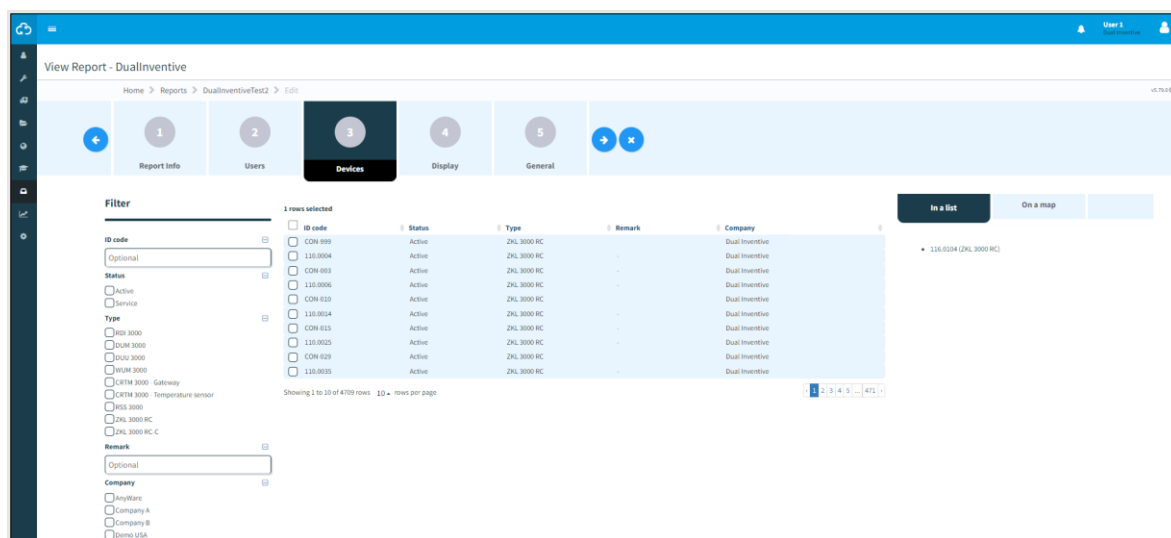 User 1
Dual Inventive
View Report - DualInventive
Home > Reports > DualInventiveTest2 > Edit
1 2 3 4 5
Report Info Users Devices Display General
Filter
ID code
Optional
Status
Active
Service
Type
RDI 3000
DUM 3000
DUU 3000
WUM 3000
CRTM 3000 - Gateway
CRTM 3000 - Temperature sensor
RSS 3000
ZKL 3000 RC
ZKL 3000 RC-C
Remark
Optional
Company
AnyWare
Company A
Company B
Demo USA
1 rows selected
ID code Status Type Remark Company
CON-999 Active ZKL 3000 RC Dual Inventive
110.0004 Active ZKL 3000 RC - Dual Inventive
CON-003 Active ZKL 3000 RC - Dual Inventive
110.0006 Active ZKL 3000 RC - Dual Inventive
CON-010 Active ZKL 3000 RC Dual Inventive
110.0014 Active ZKL 3000 RC - Dual Inventive
CON-015 Active ZKL 3000 RC - Dual Inventive
110.0025 Active ZKL 3000 RC - Dual Inventive
CON-029 Active ZKL 3000 RC Dual Inventive
110.0035 Active ZKL 3000 RC - Dual Inventive
Showing 1 to 10 of 4709 rows 10 rows per page
‹ 1 2 3 4 5 ... 471 ›
In a list On a map
• 116.0104 (ZKL 3000 RC)